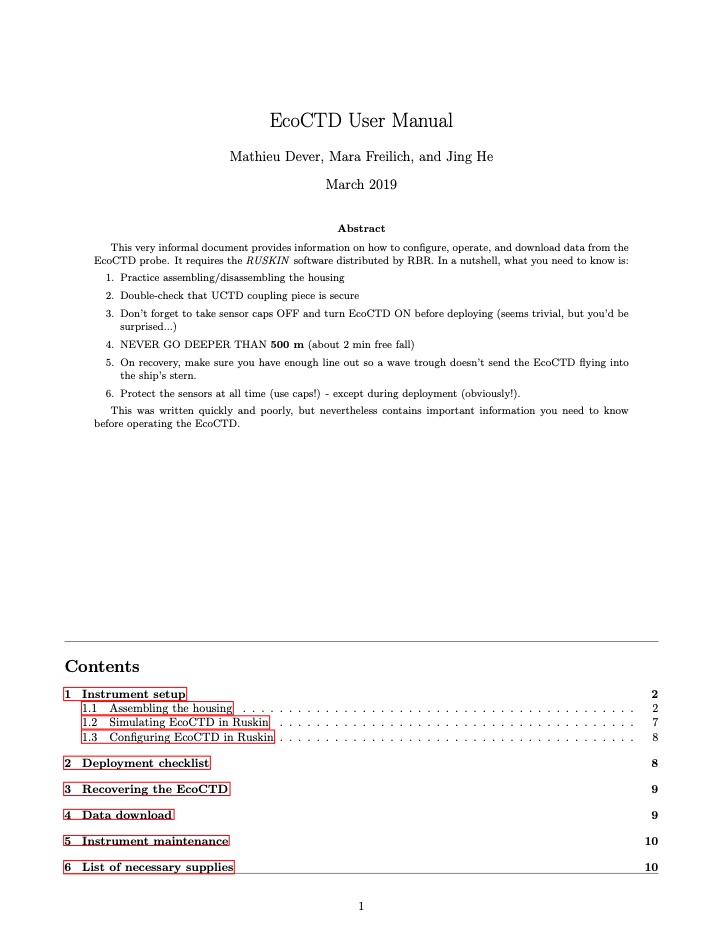 EcoCTD User Manual
Mathieu Dever, Mara Freilich, and Jing He
March 2019
Abstract
This very informal document provides information on how to configure, operate, and download data from the
EcoCTD probe. It requires the RUSKIN software distributed by RBR. In a nutshell, what you need to know is:
1. Practice assembling/disassembling the housing
2. Double-check that UCTD coupling piece is secure
3. Don't forget to take sensor caps OFF and turn EcoCTD ON before deploying (seems trivial, but you'd be
surprised...)
4. NEVER GO DEEPER THAN 500 m (about 2 min free fall)
5. On recovery, make sure you have enough line out so a wave trough doesn't send the EcoCTD flying into
the ship's stern.
6. Protect the sensors at all time (use caps!) - except during deployment (obviously!).
This was written quickly and poorly, but nevertheless contains important information you need to know
before operating the EcoCTD.
Contents
1 Instrument setup 2
1.1 Assembling the housing . . . . . . . . . . . . . . . . . . . . . . . . . . . . . . . . . . . . . . 2
1.2 Simulating EcoCTD in Ruskin . . . . . . . . . . . . . . . . . . . . . . . . . . . . . . . . . . 7
1.3 Configuring EcoCTD in Ruskin . . . . . . . . . . . . . . . . . . . . . . . . . . . . . . . . . . 8
2 Deployment checklist 8
3 Recovering the EcoCTD 9
4 Data download 9
5 Instrument maintenance 10
6 List of necessary supplies 10
1